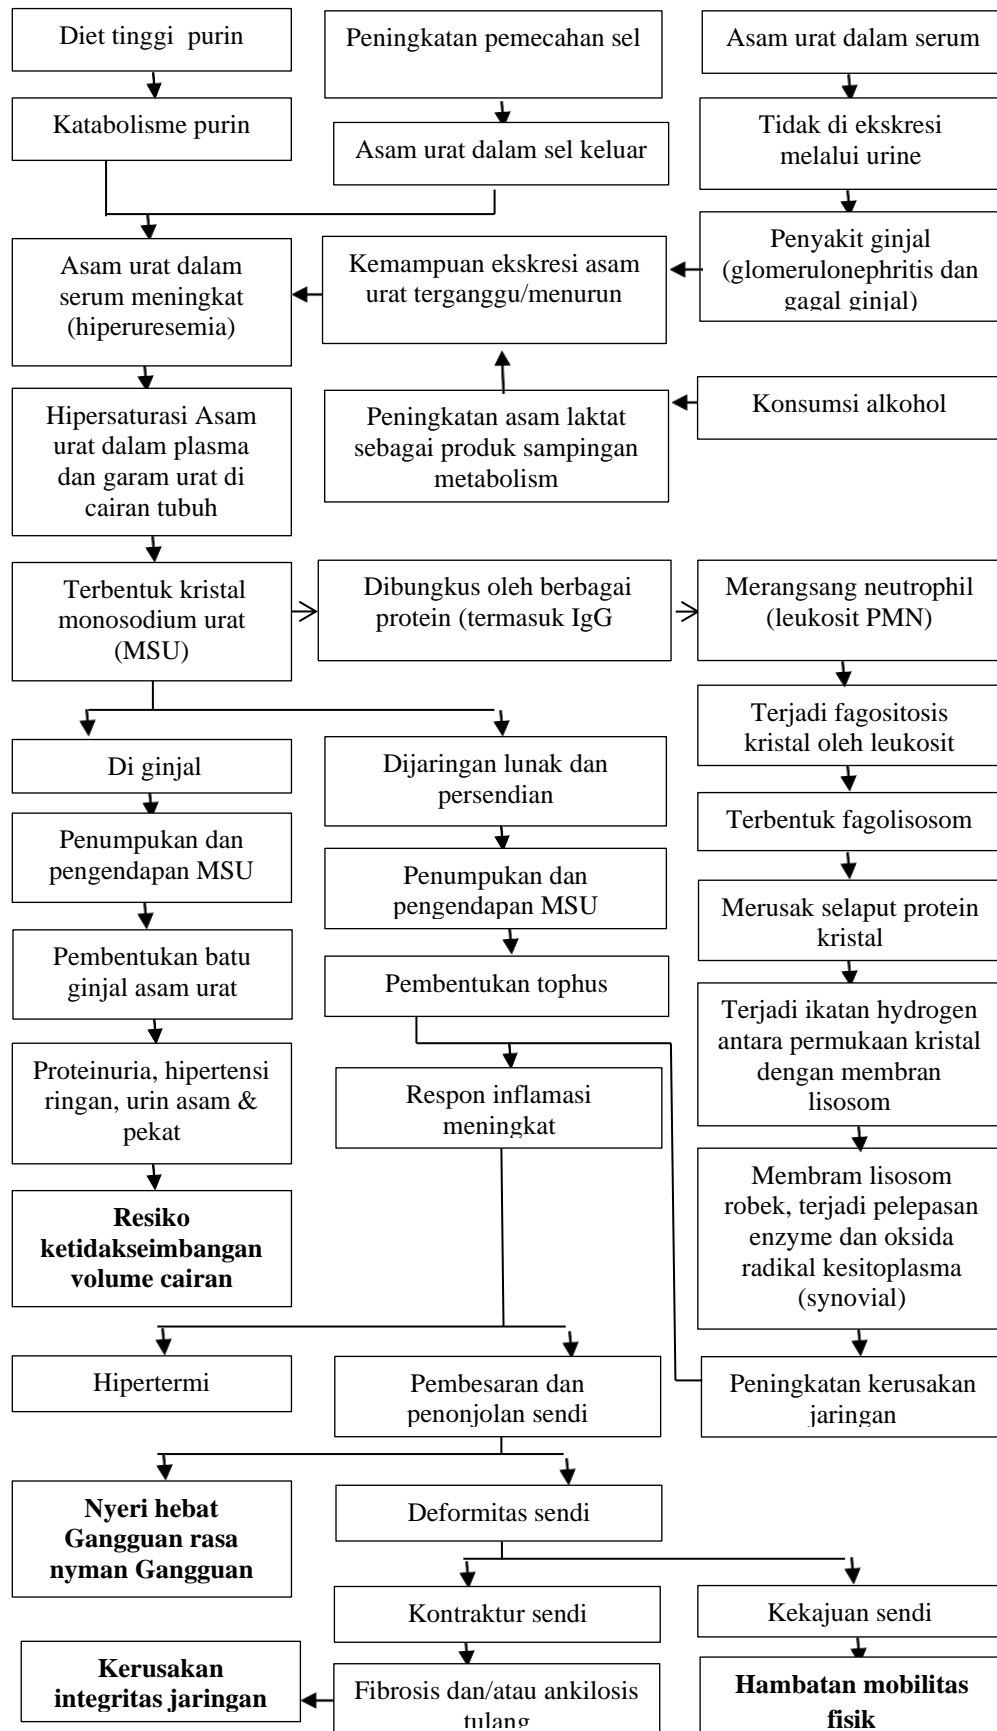 Diet tinggi  purin
Peningkatan pemecahan sel
Asam urat dalam serum
Katabolisme purin
Asam urat dalam sel keluar
Tidak di ekskresi
melalui urine
Asam urat dalam
serum meningkat
(hiperuresemia)
Kemampuan ekskresi asam
urat terganggu/menurun
Penyakit ginjal
(glomerulonephritis dan
gagal ginjal)
Hipersaturasi Asam
urat dalam plasma
dan garam urat di
cairan tubuh
Peningkatan asam laktat
sebagai produk sampingan
metabolism
Konsumsi alkohol
Terbentuk kristal
monosodium urat
(MSU)
Dibungkus oleh berbagai
protein (termasuk IgG
Merangsang neutrophil
(leukosit PMN)
Di ginjal
Dijaringan lunak dan
persendian
Terjadi fagositosis
kristal oleh leukosit
Penumpukan dan
pengendapan MSU
Penumpukan dan
pengendapan MSU
Terbentuk fagolisosom
Merusak selaput protein
kristal
Pembentukan batu
ginjal asam urat
Pembentukan tophus
Terjadi ikatan hydrogen
antara permukaan kristal
dengan membran
lisosom
Proteinuria, hipertensi
ringan, urin asam &
pekat
Respon inflamasi
meningkat
Resiko
ketidakseimbangan
volume cairan
Membram lisosom
robek, terjadi pelepasan
enzyme dan oksida
radikal kesitoplasma
(synovial)
Hipertermi
Pembesaran dan
penonjolan sendi
Peningkatan kerusakan
jaringan
Nyeri hebat
Gangguan rasa
nyman Gangguan
Deformitas sendi
Kontraktur sendi
Kekajuan sendi
Kerusakan
integritas jaringan
Fibrosis dan/atau ankilosis
tulang
Hambatan mobilitas
fisik